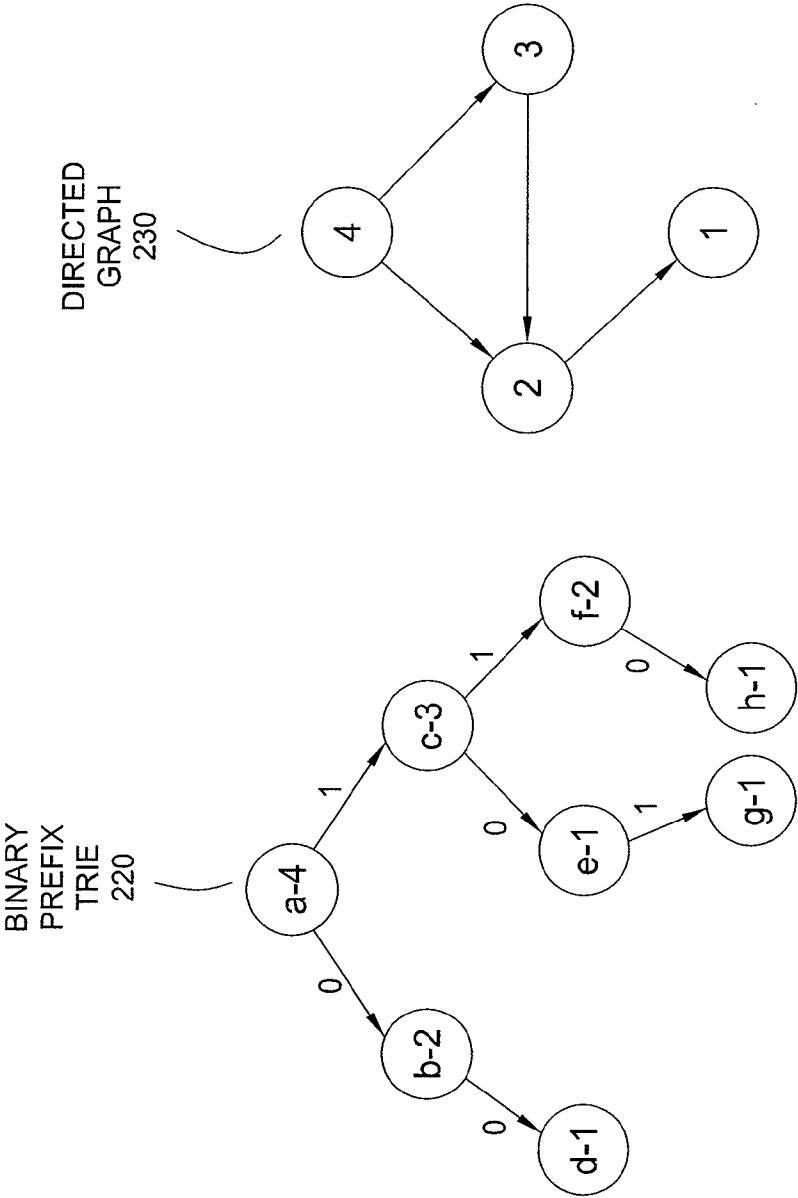 BINARY
PREFIX
TRIE
220
a-4
0
1
b-2
c-3
0
0
1
d-1
e-1
f-2
1
0
g-1
h-1
DIRECTED
GRAPH
230
4
2
3
1